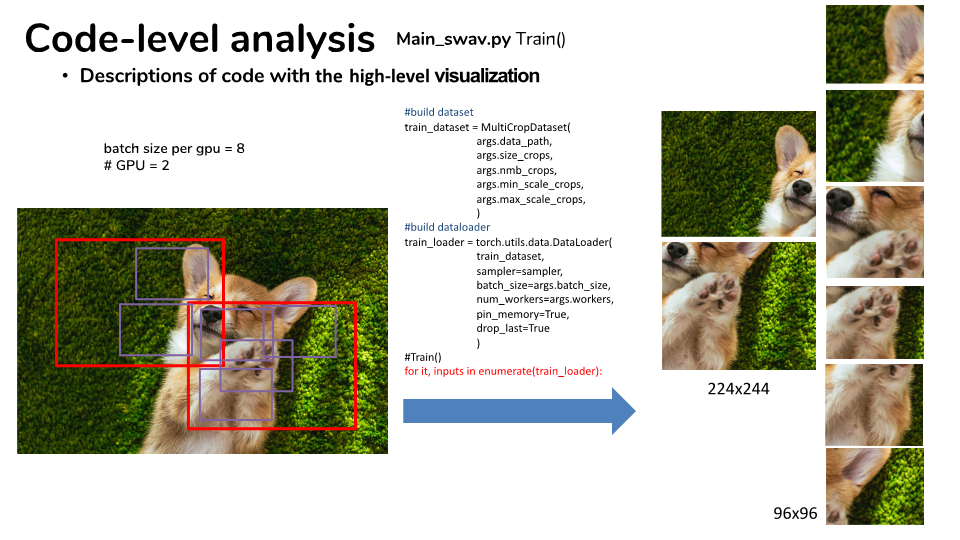 Code-level analysis Main_swav.py Train()
• Descriptions of code with the high-level visualization
batch size per gpu = 8
# GPU = 2
#build dataset
train_dataset = MultiCropDataset(
args.data_path,
args.size_crops,
args.nmb_crops,
args.min_scale_crops,
args.max_scale_crops,
)
#build dataloader
train_loader = torch.utils.data.DataLoader(
train_dataset,
sampler=sampler,
batch_size=args.batch_size,
num_workers=args.workers,
pin_memory=True,
drop_last=True
)
#Train()
for it, inputs in enumerate(train_loader):
224x244
96x96